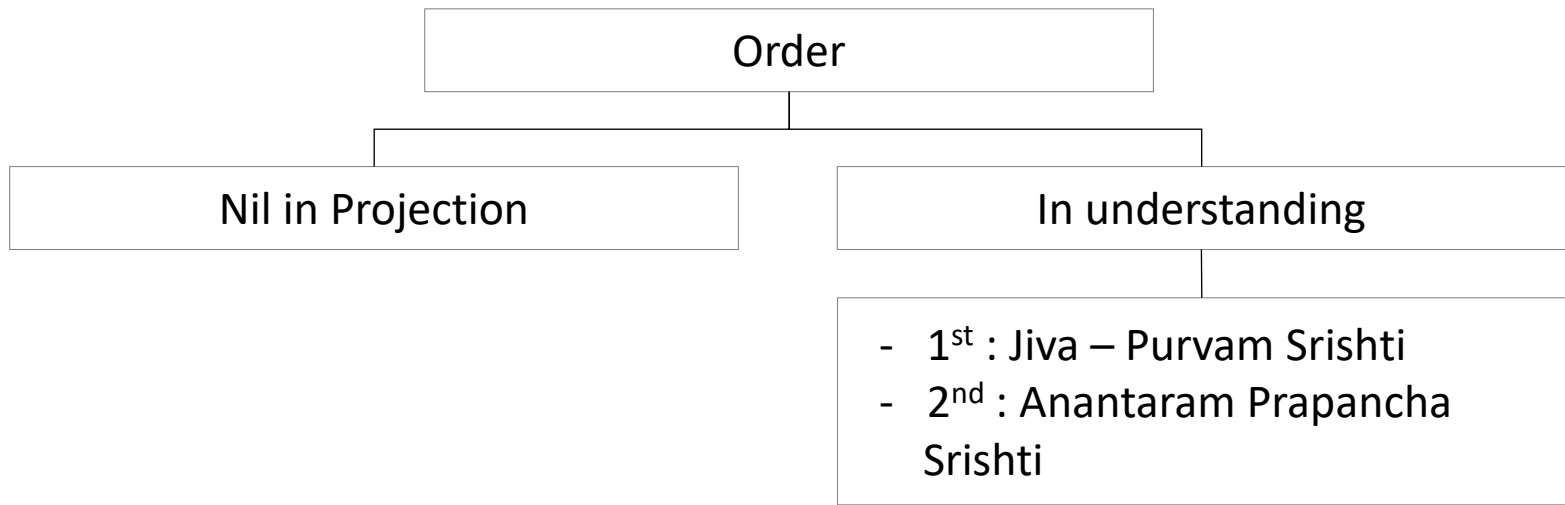 Order
Nil in Projection
In understanding
- 1st : Jiva – Purvam Srishti
- 2nd : Anantaram Prapancha
Srishti